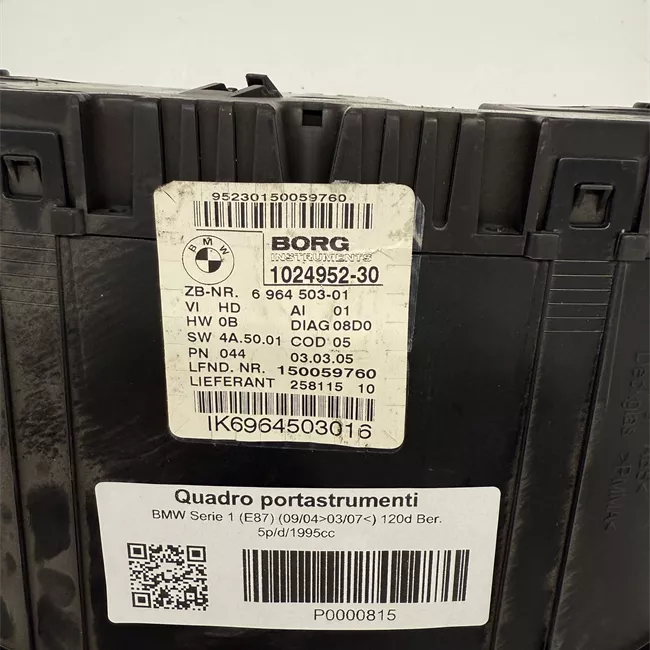 95230150059760
BMW
BORG
INSTRUMENTS
1024952-30
ZB-NR. 6 964 503-01
VI HD AI 01
HW 0B DIAG 08D0
SW 4A.50.01 COD 05
PN 044 03.03.05
LFND. NR. 150059760
LIEFERANT 258115 10
IK6964503016
Quadro portastrumenti
BMW Serie 1 (E87) (09/04>03/07<) 120d Ber.
5p/d/1995cc
P0000815